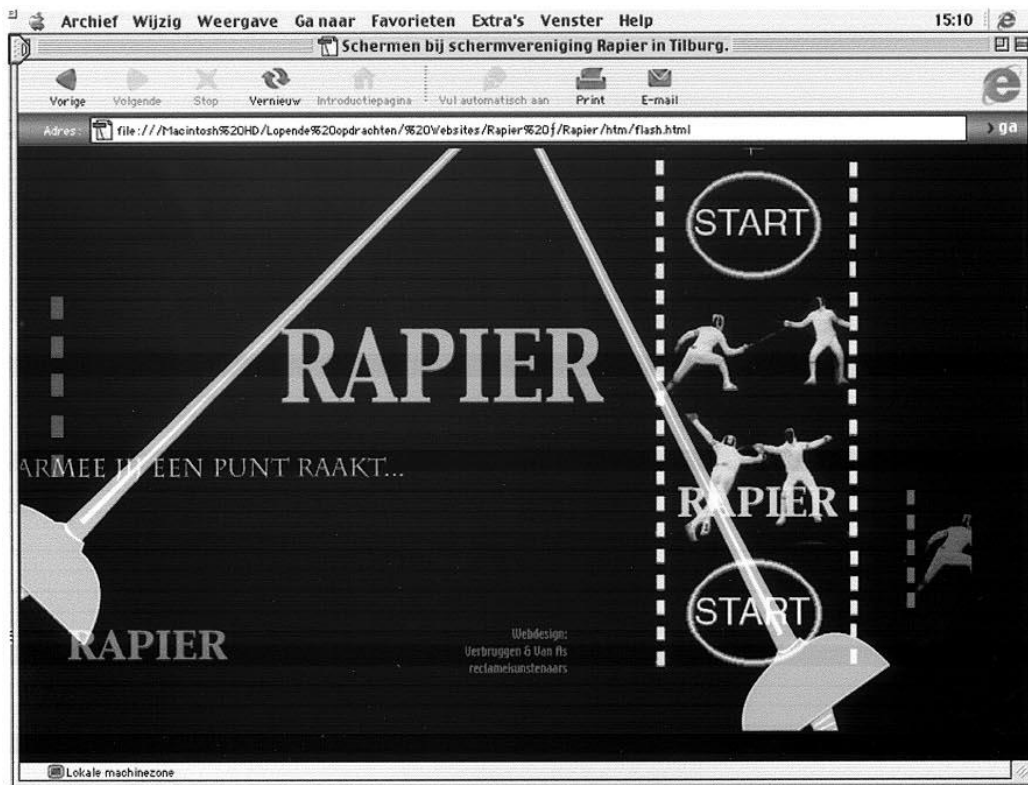 Archief Wijzig Weergave Ga naar Favorieten Extra's Venster Help 15:10
Schermen bij schermvereniging Rapier in Tilburg.
Vorige Volgende Stop Vernieuw Introductiepagina Vul automatisch aan Print E-mail
Adres: file:///Macintosh%20HD/Lopende%20opdrachten/%20Websites/Rapier%20ƒ/Rapier/htm/flash.html ga
START
RAPIER
ARMEE JIJ EEN PUNT RAAKT...
RAPIER
START
RAPIER
Webdesign:
Verbruggen & Van As
reclamekunstenaars
Lokale machinezone